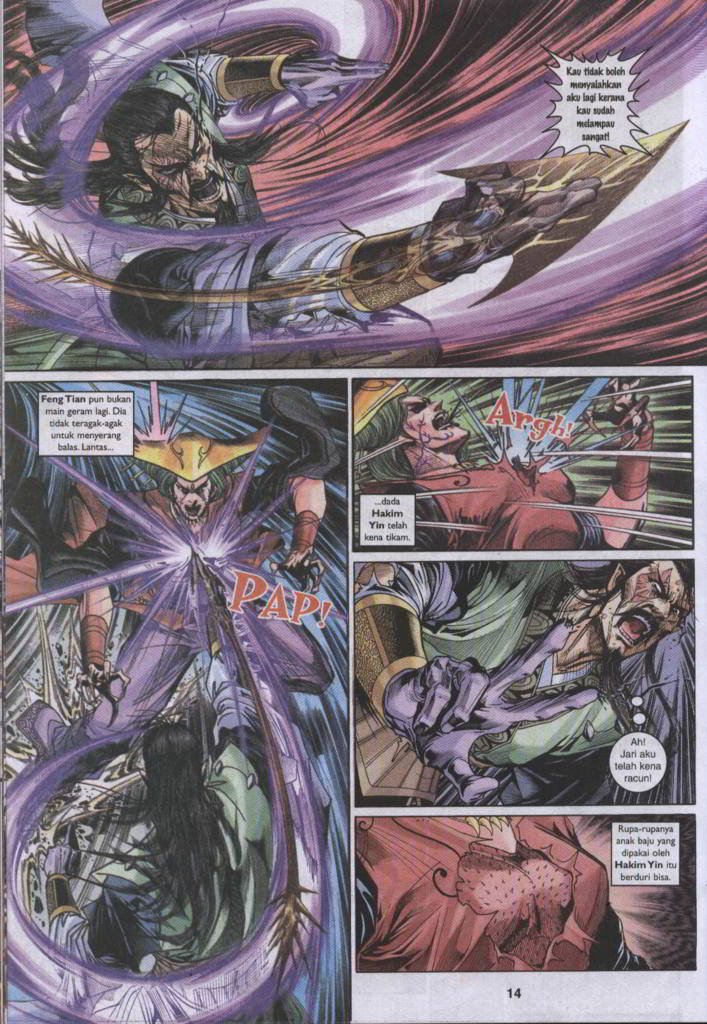 Kau tidak boleh
menyalahkan
aku lagi kerana
kau sudah
melampau
sangat!
Feng Tian pun bukan
main geram lagi. Dia
tidak teragak-agak
untuk menyerang
balas. Lantas...
PAP!
Argh!
...dada
Hakim
Yin telah
kena tikam.
Ah!
Jari aku
telah kena
racun!
Rupa-rupanya
anak baju yang
dipakai oleh
Hakim Yin itu
berduri bisa.
14